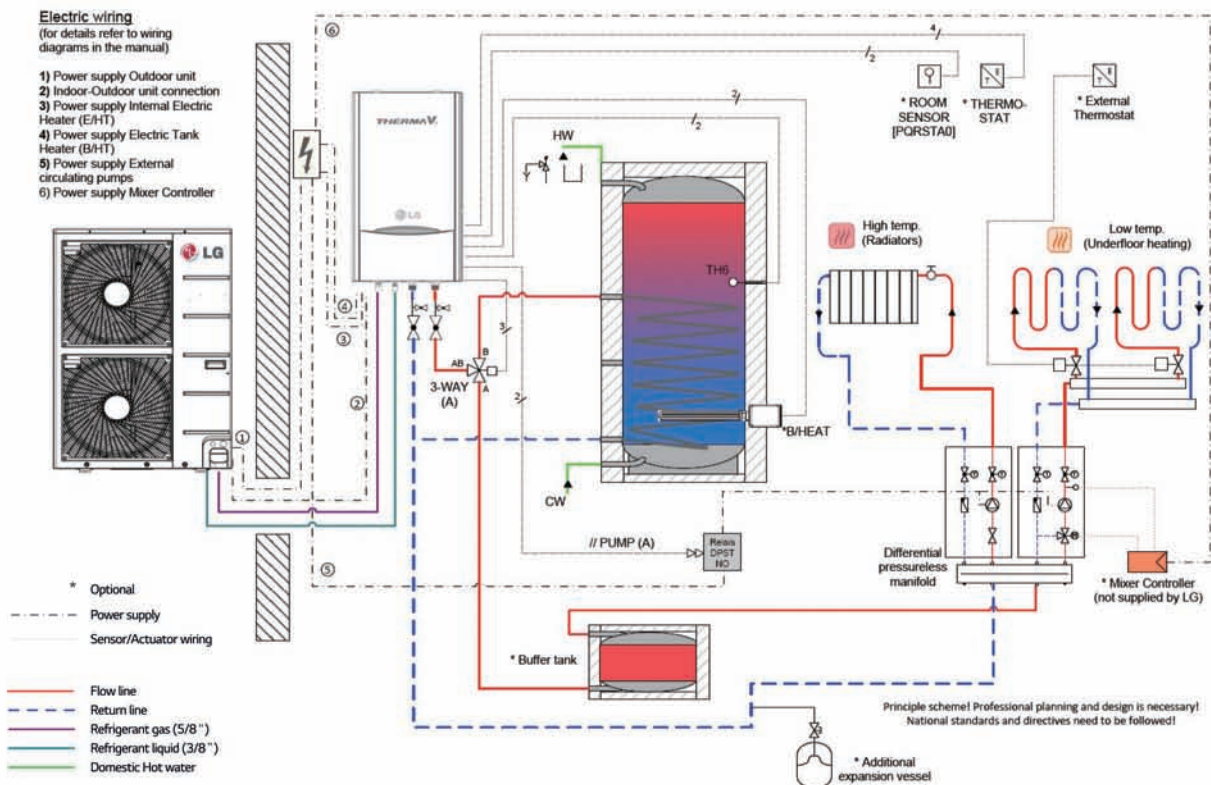 Electric wiring
(for details refer to wiring
diagrams in the manual)
1) Power supply Outdoor unit
2) Indoor-Outdoor unit connection
3) Power supply Internal Electric
Heater (E/HT)
4) Power supply Electric Tank
Heater (B/HT)
5) Power supply External
circulating pumps
6) Power supply Mixer Controller
⑥
4
2
2
2
* ROOM
SENSOR
[PQRSTA0]
* THERMO-
STAT
* External
Thermostat
THERMAV.
LG
HW
LG
High temp.
(Radiators)
Low temp.
(Underfloor heating)
TH6
④
③
3
B
AB
A
3-WAY
(A)
②
2
①
*B/HEAT
CW
// PUMP (A)
Relais
DPST
NO
⑤
Differential
pressureless
manifold
* Mixer Controller
(not supplied by LG)
* Buffer tank
* Optional
Power supply
Sensor/Actuator wiring
Flow line
Return line
Refrigerant gas (5/8 ")
Refrigerant liquid (3/8 ")
Domestic Hot water
Principle scheme! Professional planning and design is necessary!
National standards and directives need to be followed!
* Additional
expansion vessel